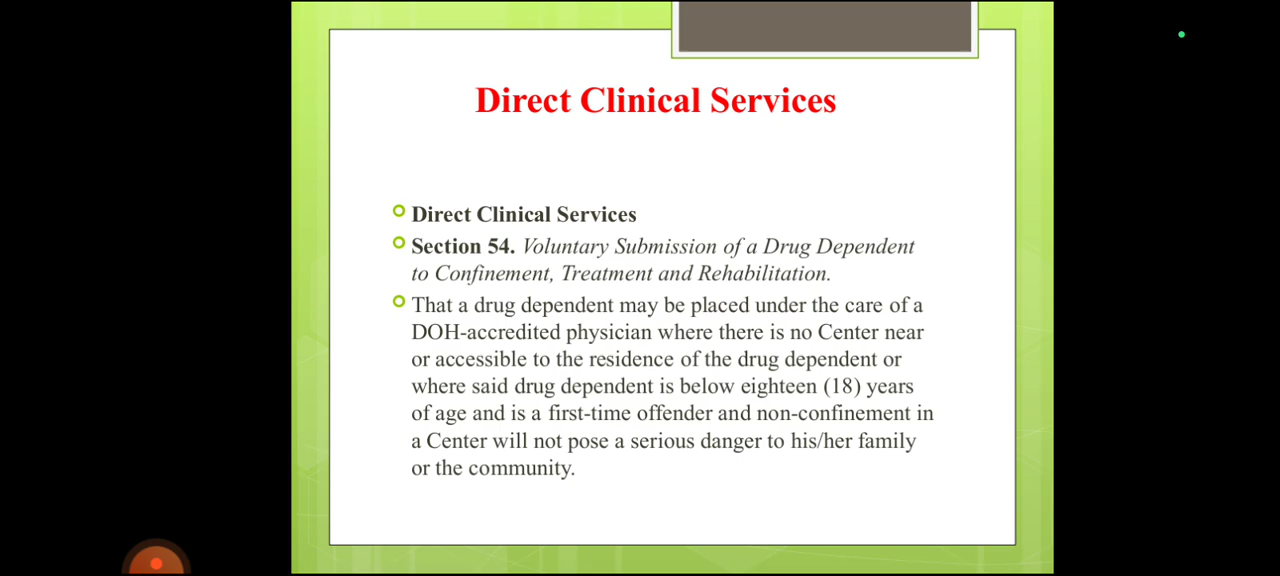 Direct Clinical Services
Direct Clinical Services
Section 54. Voluntary Submission of a Drug Dependent
to Confinement, Treatment and Rehabilitation.
That a drug dependent may be placed under the care of a
DOH-accredited physician where there is no Center near
or accessible to the residence of the drug dependent or
where said drug dependent is below eighteen (18) years
of age and is a first-time offender and non-confinement in
a Center will not pose a serious danger to his/her family
or the community.